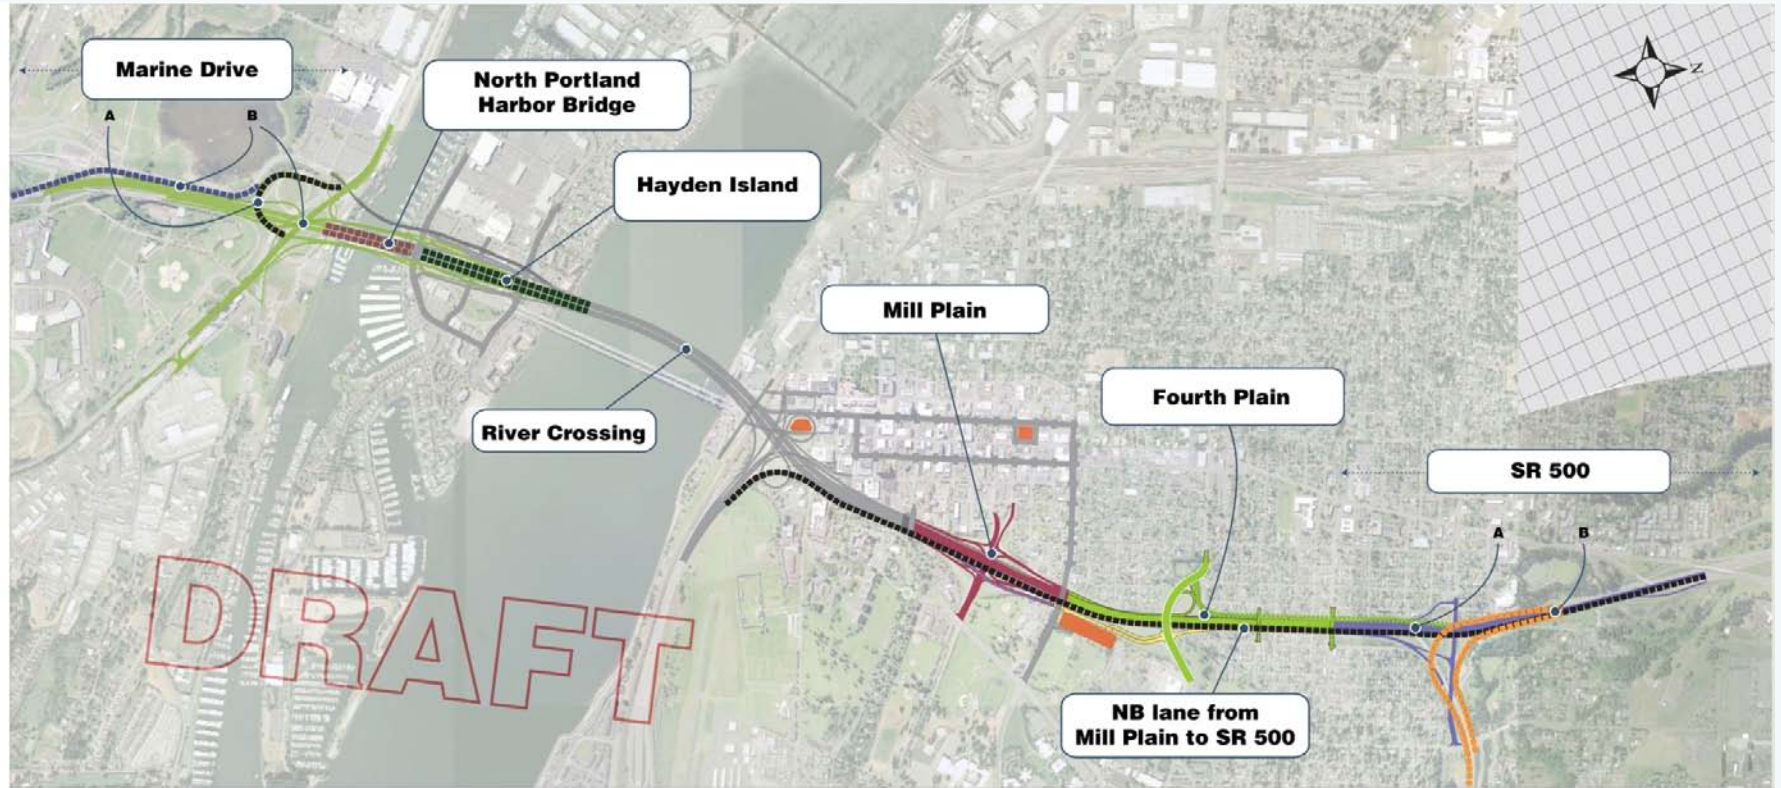 Marine Drive
A
B
North Portland
Harbor Bridge
Hayden Island
Mill Plain
River Crossing
Fourth Plain
SR 500
A
B
NB lane from
Mill Plain to SR 500
N
DRAFT